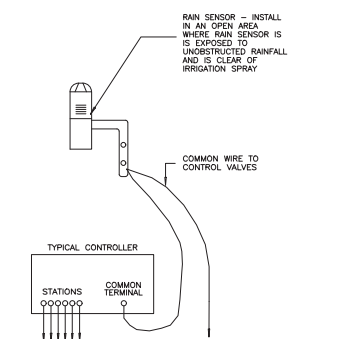 RAIN SENSOR – INSTALL
IN AN OPEN AREA
WHERE RAIN SENSOR IS
IS EXPOSED TO
UNOBSTRUCTED RAINFALL
AND IS CLEAR OF
IRRIGATION SPRAY
COMMON WIRE TO
CONTROL VALVES
TYPICAL CONTROLLER
STATIONS
COMMON
TERMINAL